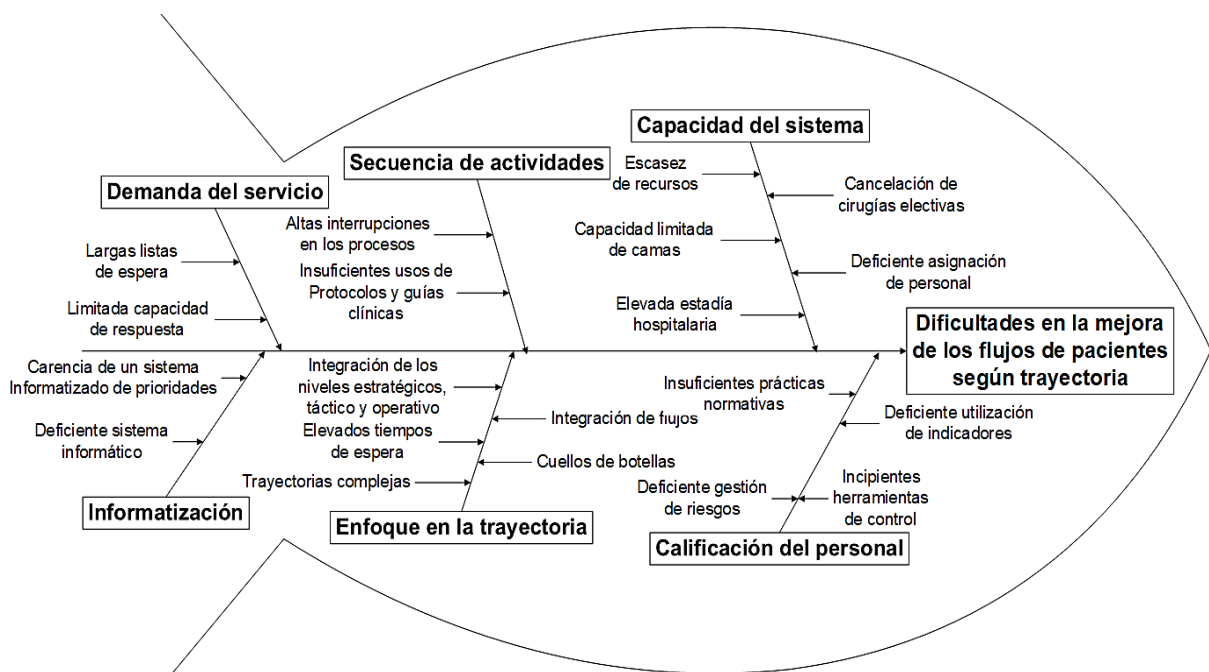 Capacidad del sistema
Secuencia de actividades
Demanda del servicio
Escasez
de recursos
Cancelación de
cirugías electivas
Capacidad limitada
de camas
Deficiente asignación
de personal
Elevada estadía
hospitalaria
Altas interrupciones
en los procesos
Insuficientes usos de
Protocolos y guías
clínicas
Largas listas
de espera
Limitada capacidad
de respuesta
Dificultades en la mejora
de los flujos de pacientes
según trayectoria
Carencia de un sistema
Informatizado de prioridades
Deficiente sistema
informático
Informatización
Integración de los
niveles estratégicos,
táctico y operativo
Integración de flujos
Elevados tiempos
de espera
Cuellos de botellas
Trayectorias complejas
Enfoque en la trayectoria
Insuficientes prácticas
normativas
Deficiente utilización
de indicadores
Deficiente gestión
de riesgos
Incipientes
herramientas
de control
Calificación del personal